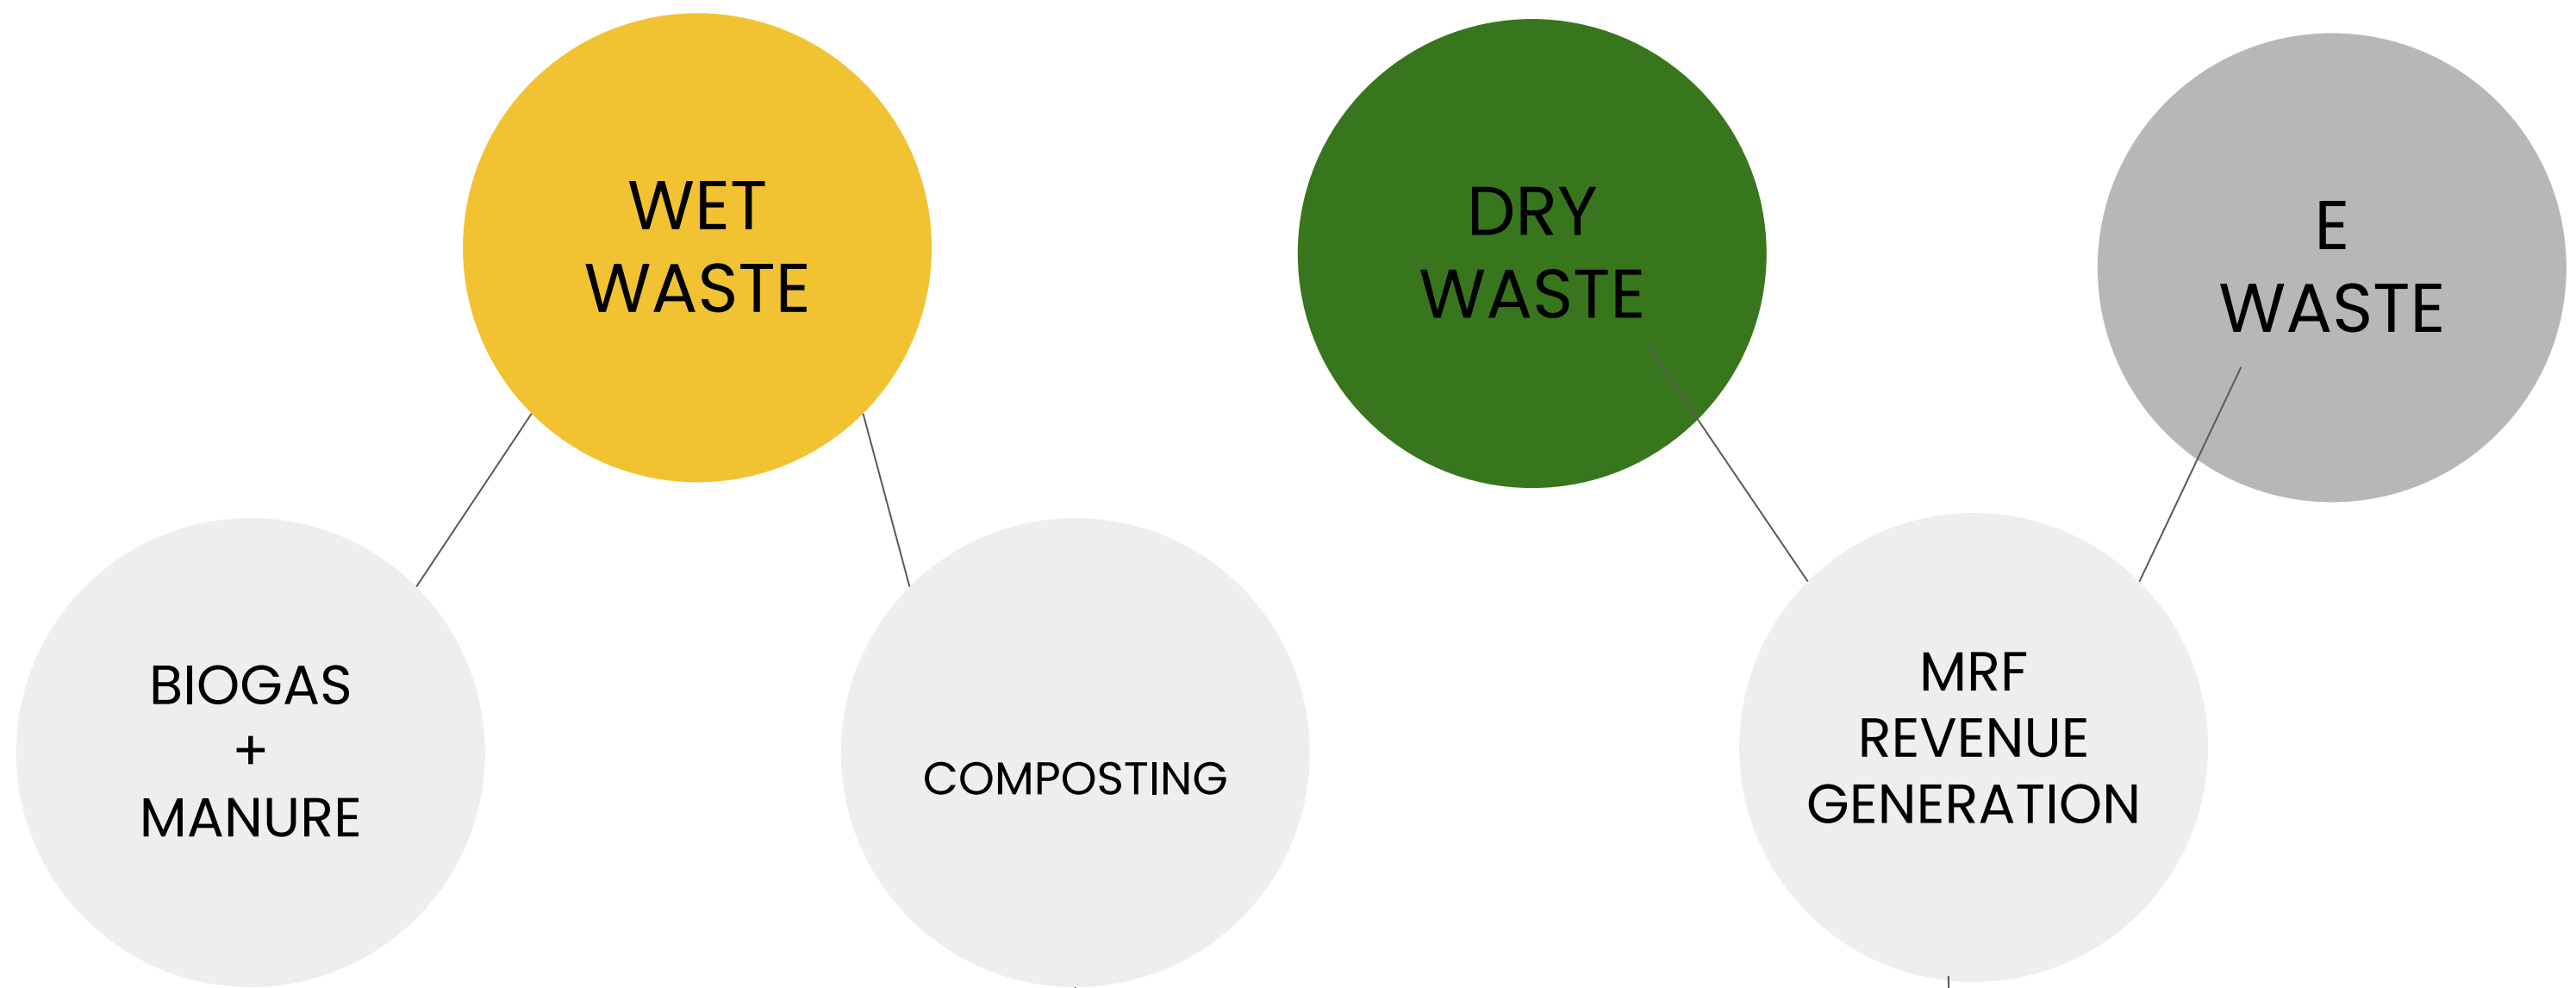 WET
WASTE
DRY
WASTE
E
WASTE
BIOGAS
+
MANURE
COMPOSTING
MRF
REVENUE
GENERATION